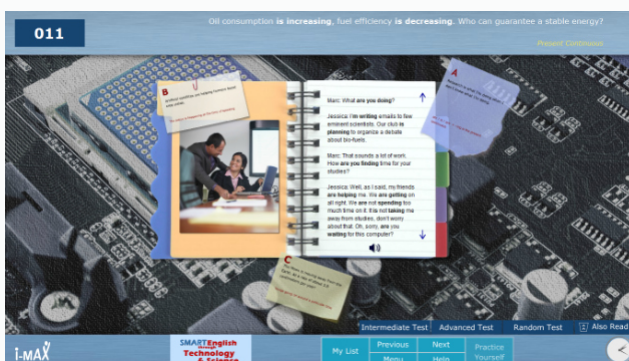 011
Oil consumption is increasing, fuel efficiency is decreasing. Who can guarantee a stable energy?
Present Continuous
B
A
Marc: What are you doing?
Jessica: I'm writing emails to few
eminent scientists. Our club is
planning to organize a debate
about bio-fuels.
Marc: That sounds a lot of work.
How are you finding time for your
studies?
Jessica: Well, as I said, my friends
are helping me. We are getting on
all right. We are not spending too
much time on it. It is not taking me
away from studies, don't worry
about that. Oh, sorry, are you
waiting for this computer?
C
Intermediate Test
Advanced Test
Random Test
Also Read
i-MAX
SMARTEnglish
through
Technology
& Science
My List
Previous
Next
Menu
Help
Practice
Yourself